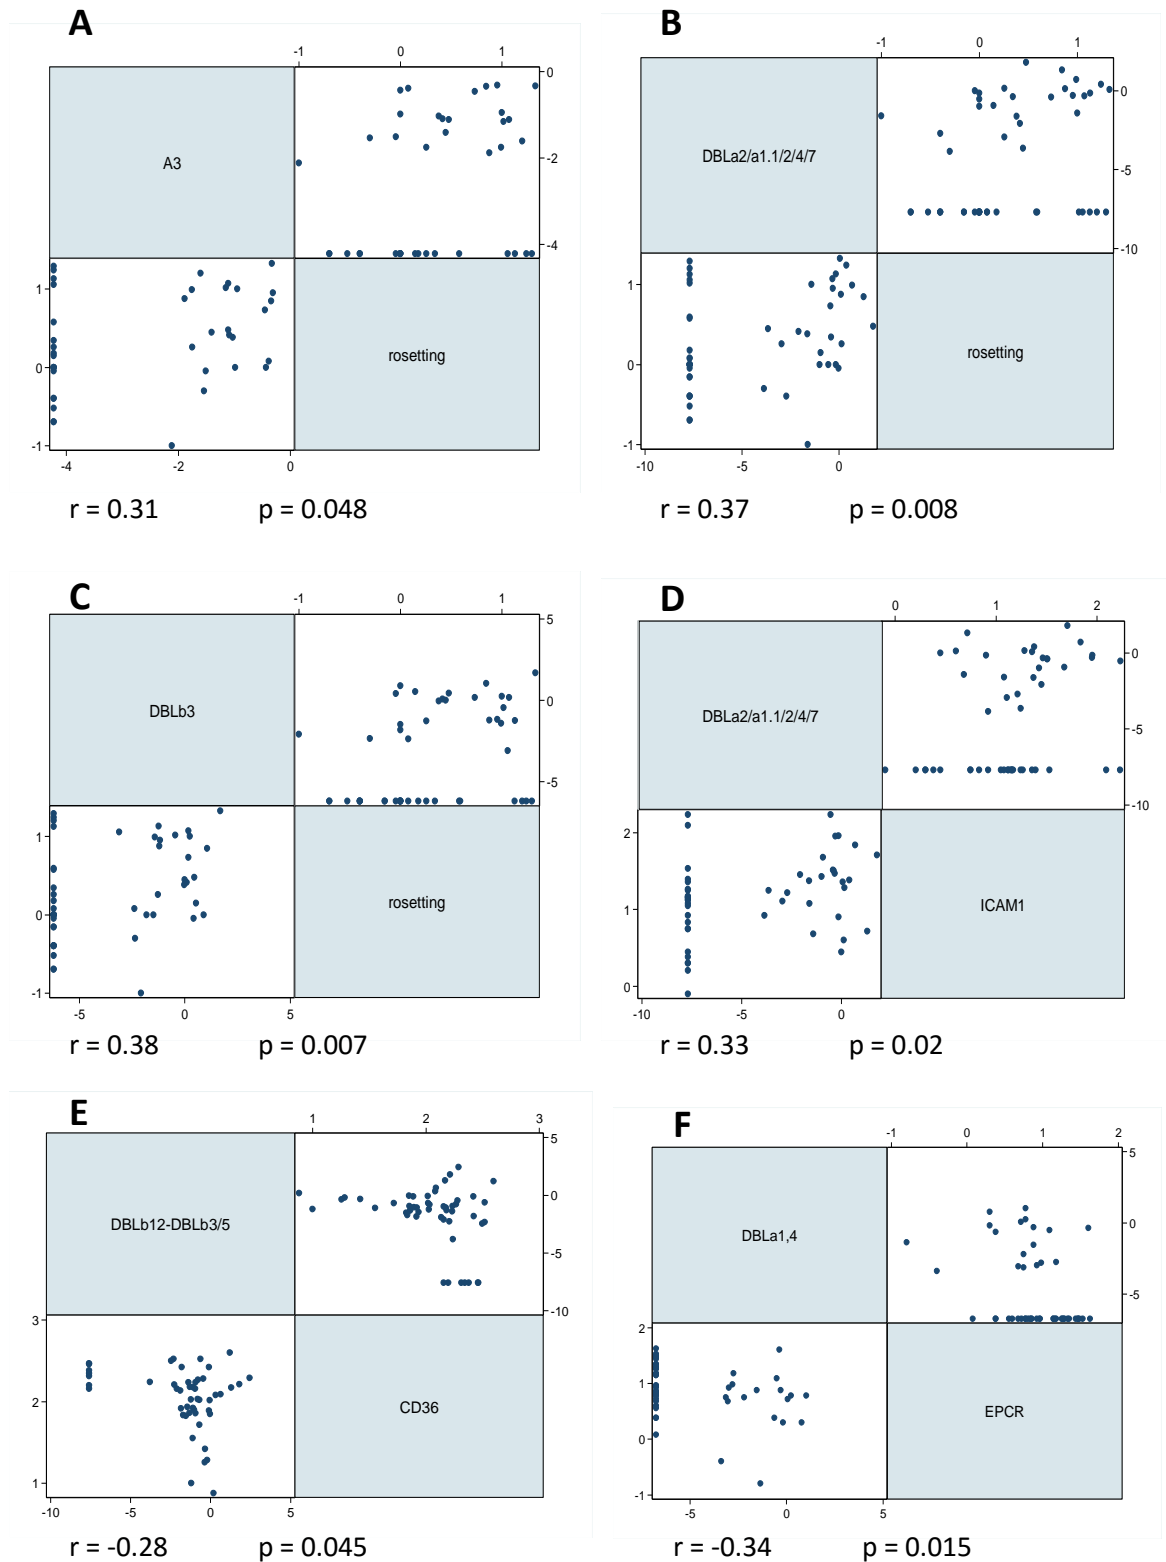 A
B
-1 0 1
-1 0 1
A3
0
-2
-4
DBLa2/a1.1/2/4/7
0
-5
-10
1
0
-1
rosetting
1
0
-1
rosetting
-4 -2 0
-10 -5 0
r = 0.31 p = 0.048
r = 0.37 p = 0.008
C
D
-1 0 1
0 1 2
DBLb3
5
0
-5
DBLa2/a1.1/2/4/7
0
-5
-10
1
0
-1
rosetting
2
1
0
ICAM1
-5 0 5
-10 -5 0
r = 0.38 p = 0.007
r = 0.33 p = 0.02
E
F
1 2 3
-1 0 1 2
DBLb12-DBLb3/5
5
0
-5
-10
DBLa1,4
5
0
-5
3
2
1
CD36
2
1
0
-1
EPCR
-10 -5 0 5
-5 0 5
r = -0.28 p = 0.045
r = -0.34 p = 0.015